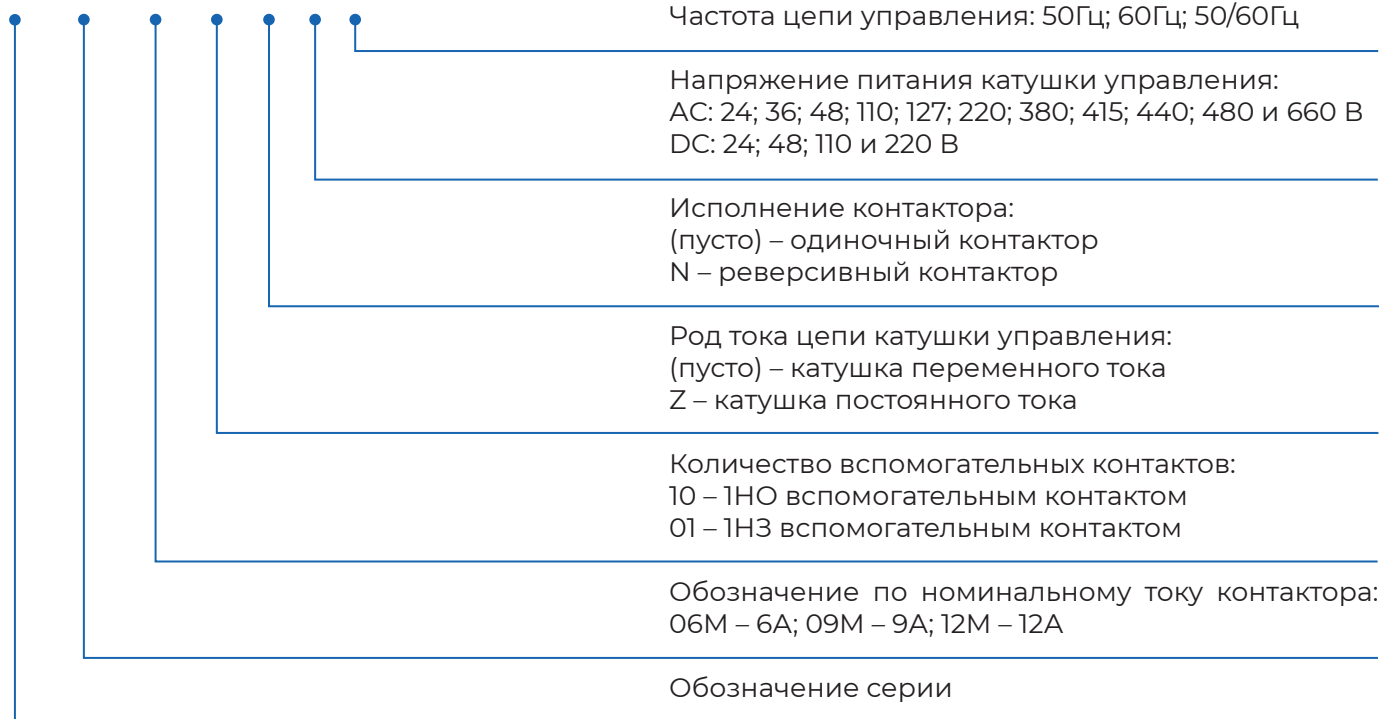 Частота цепи управления: 50Гц; 60Гц; 50/60Гц
Напряжение питания катушки управления:
AC: 24; 36; 48; 110; 127; 220; 380; 415; 440; 480 и 660 В
DC: 24; 48; 110 и 220 В
Исполнение контактора:
(пусто) – одиночный контактор
N – реверсивный контактор
Род тока цепи катушки управления:
(пусто) – катушка переменного тока
Z – катушка постоянного тока
Количество вспомогательных контактов:
10 – 1НО вспомогательным контактом
01 – 1НЗ вспомогательным контактом
Обозначение по номинальному току контактора:
06М – 6А; 09М – 9А; 12М – 12А
Обозначение серии